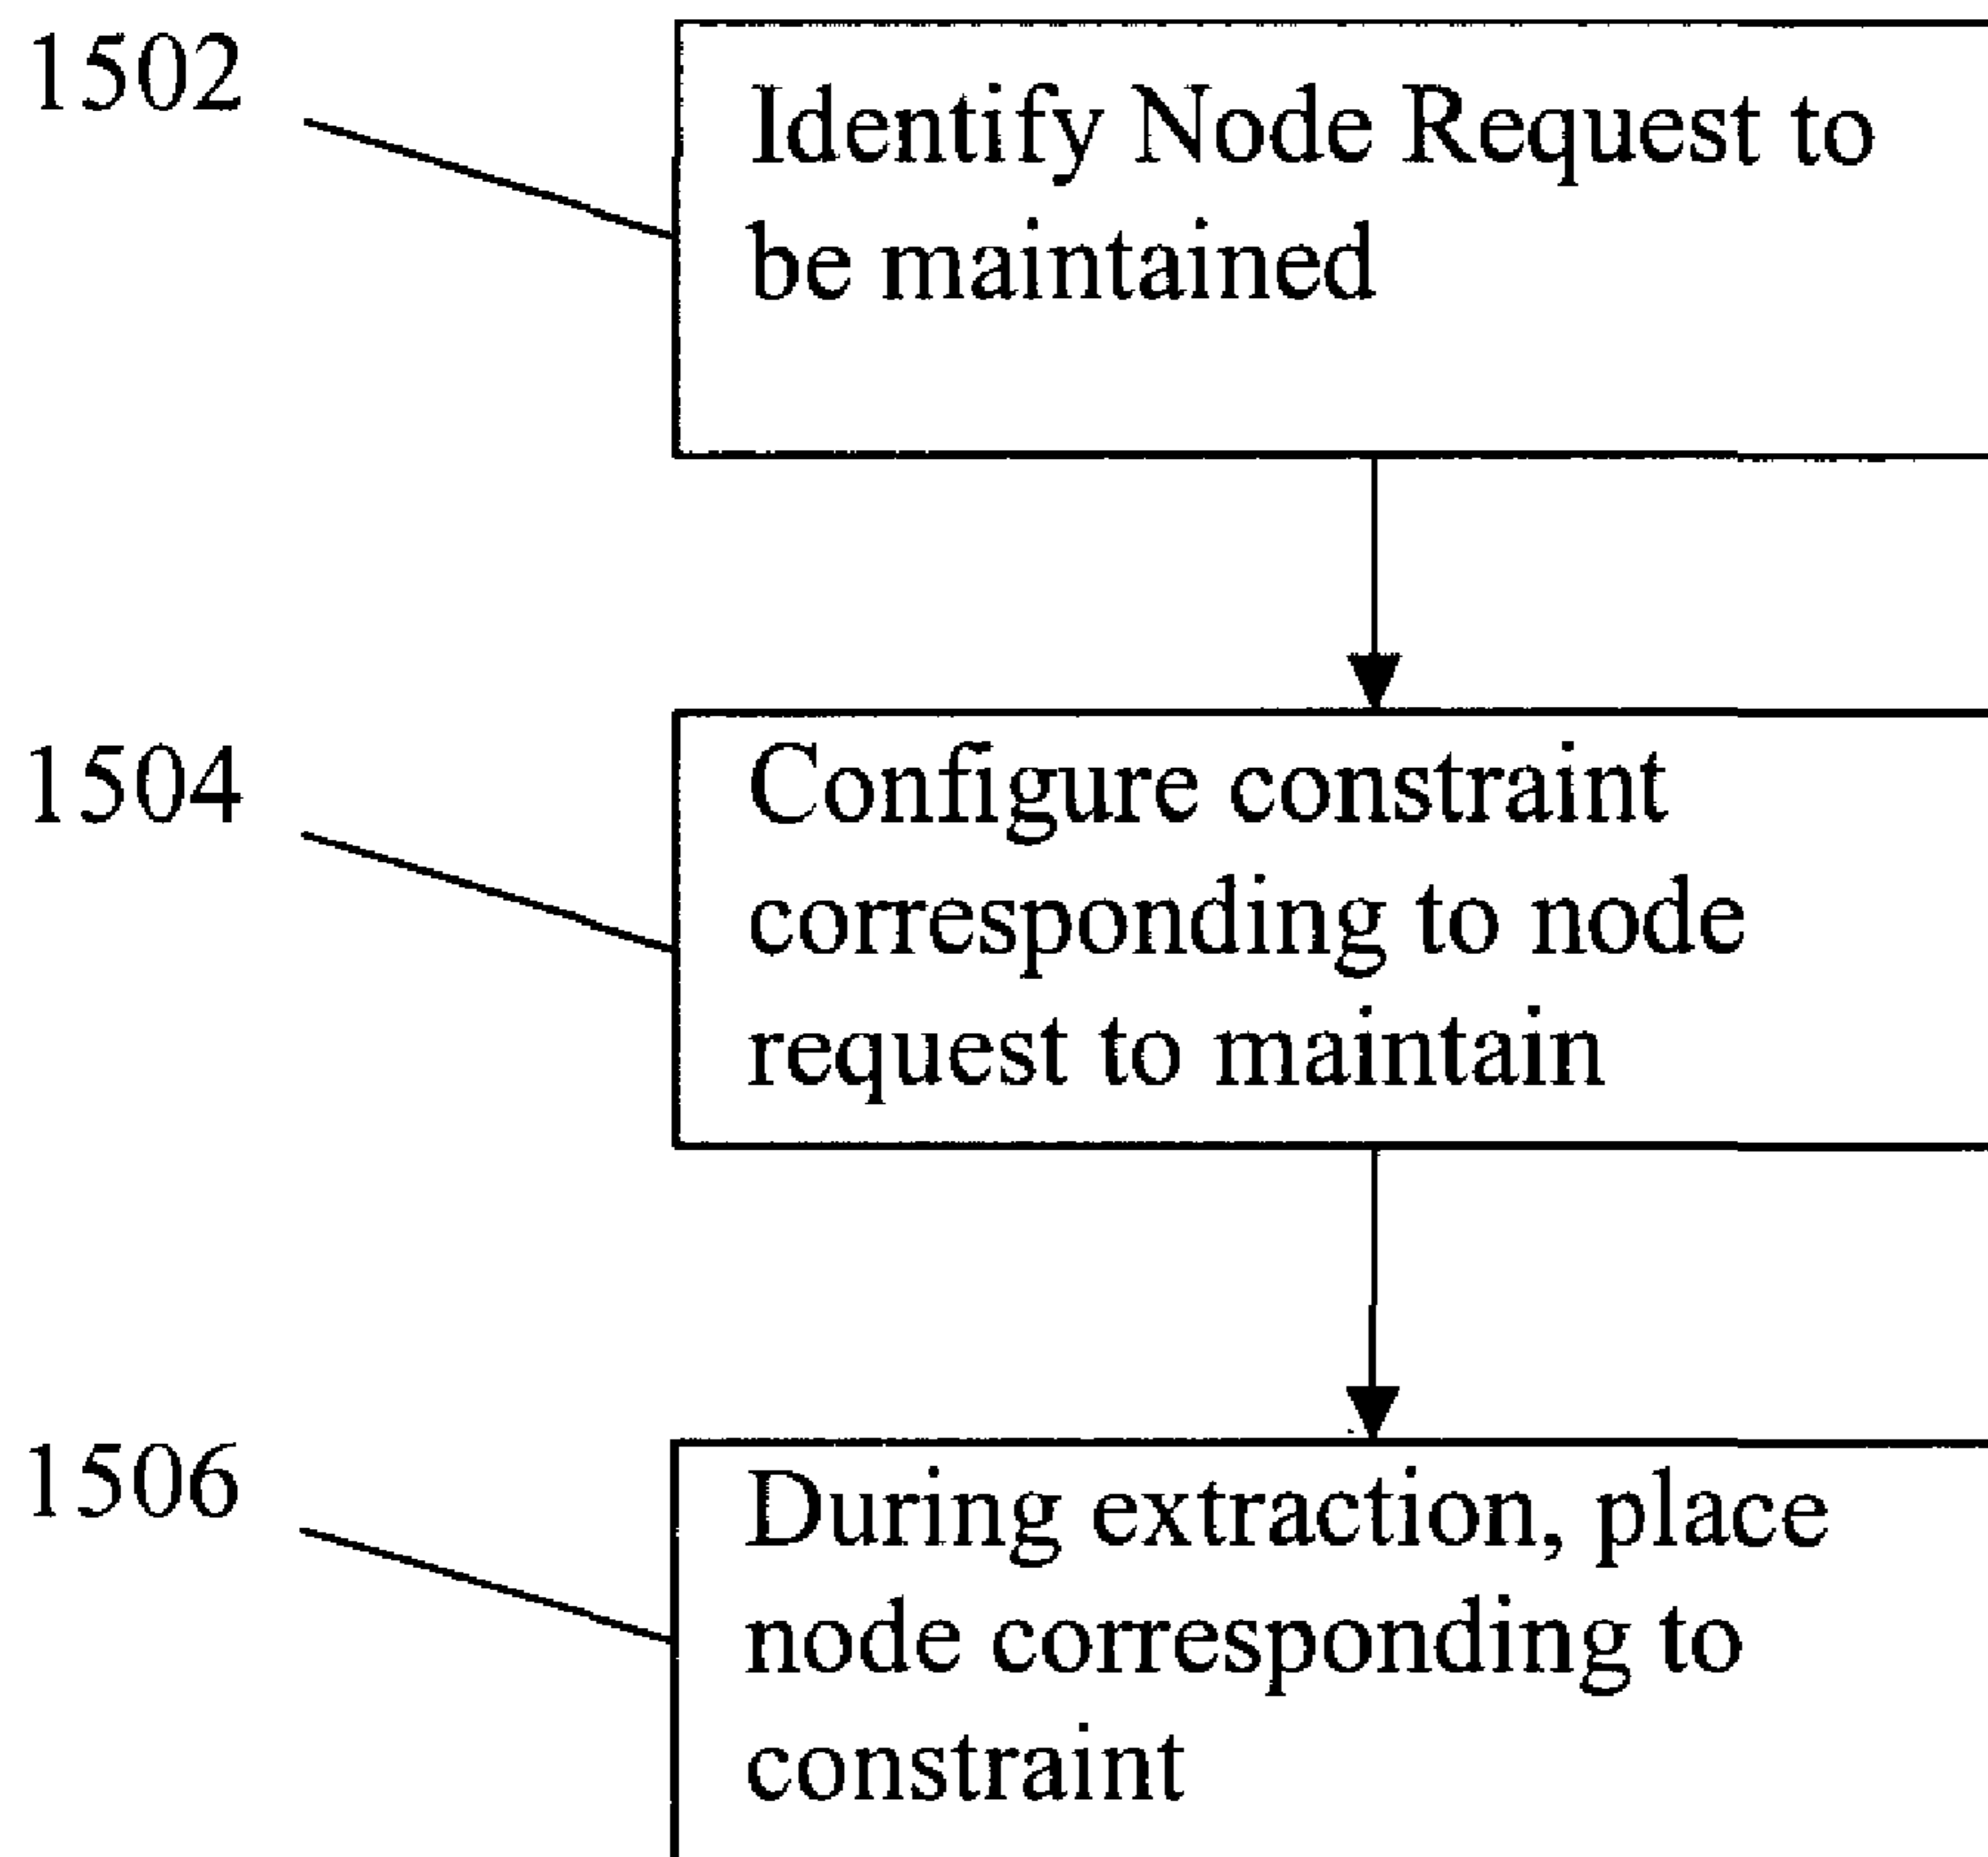 1502
Identify Node Request to
be maintained
1504
Configure constraint
corresponding to node
request to maintain
1506
During extraction, place
node corresponding to
constraint